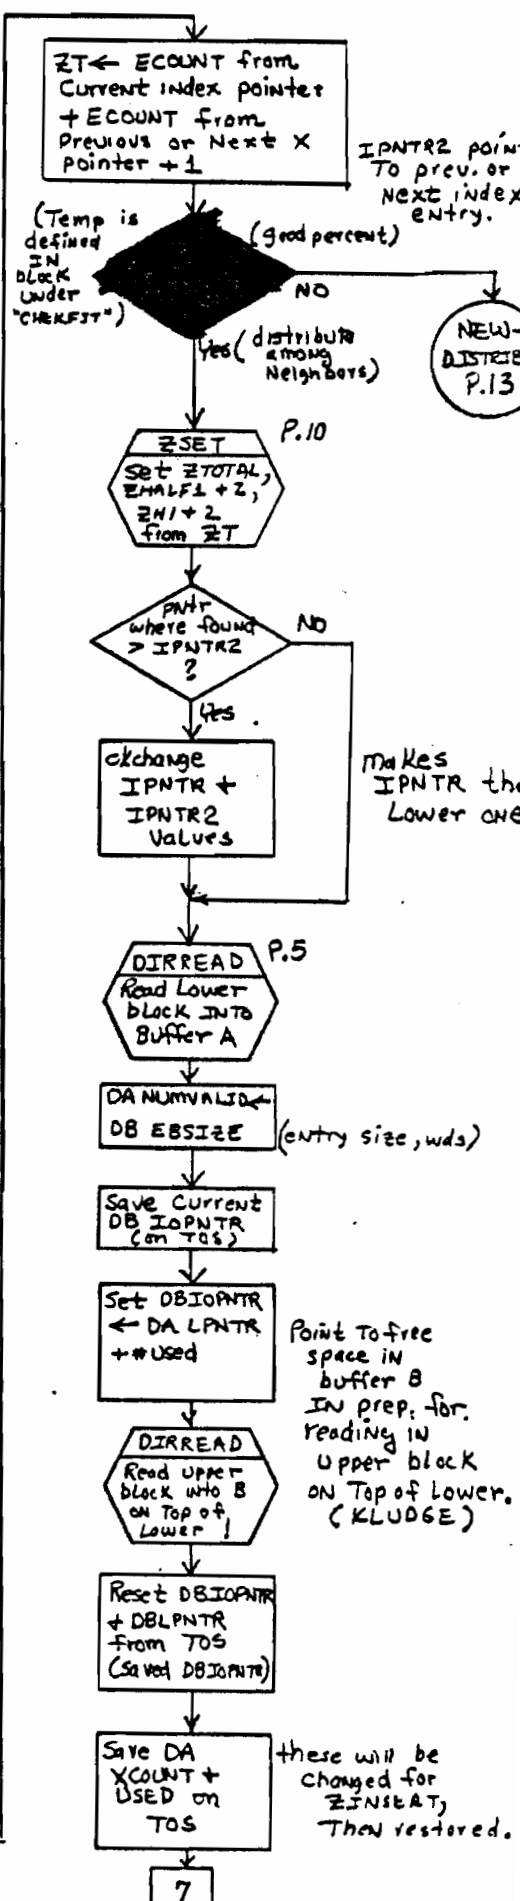 ZT← ECOUNT from
Current index pointer
+ ECOUNT from
Previous or Next X
pointer + 1
IPNTR2 poin
To prev. or
Next index
entry.
(Temp is
defined
IN
block
under
"CHEKFIT")
(good percent)
NO
NEW-
DISTRIB
P.13
Yes (distribute
among
Neighbors)
P.10
ZSET
Set ZTOTAL,
ZHALF1 + 2,
ZHI + 2
from ZT
PNtr
where found
> IPNTR2
?
NO
Yes
exchange
IPNTR +
IPNTR2
Values
makes
IPNTR the
Lower one
P.5
DIRREAD
Read Lower
block INTO
Buffer A
DA NUMVALID←
DB EBSIZE
(entry size, wds)
Save Current
DB IOPNTR
(on TOS)
Set DBIOPNTR
← DA LPNTR
+ # used
Point To free
space in
buffer B
IN prep. for
reading in
Upper block
ON Top of Lower.
(KLUDGE)
DIRREAD
Read upper
block into B
ON Top of
Lower !
Reset DBIOPNTR
+ DBLPNTR
from TOS
(Saved DBIOPNTR)
Save DA
XCOUNT +
USED on
TOS
these will be
changed for
ZINSERT,
Then restored.
7